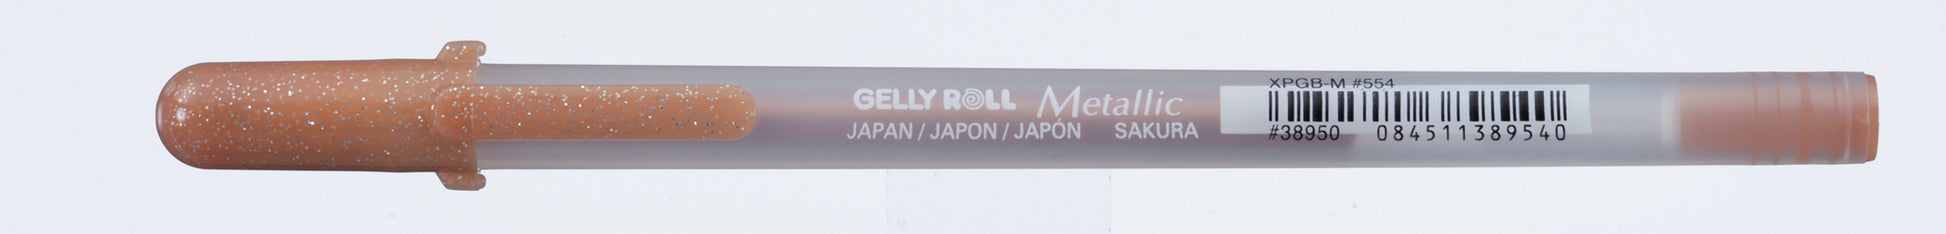 GELLY ROLL Metallic
JAPAN / JAPON / JAPÓN SAKURA
XPGB-M #554
#38950 084511389540